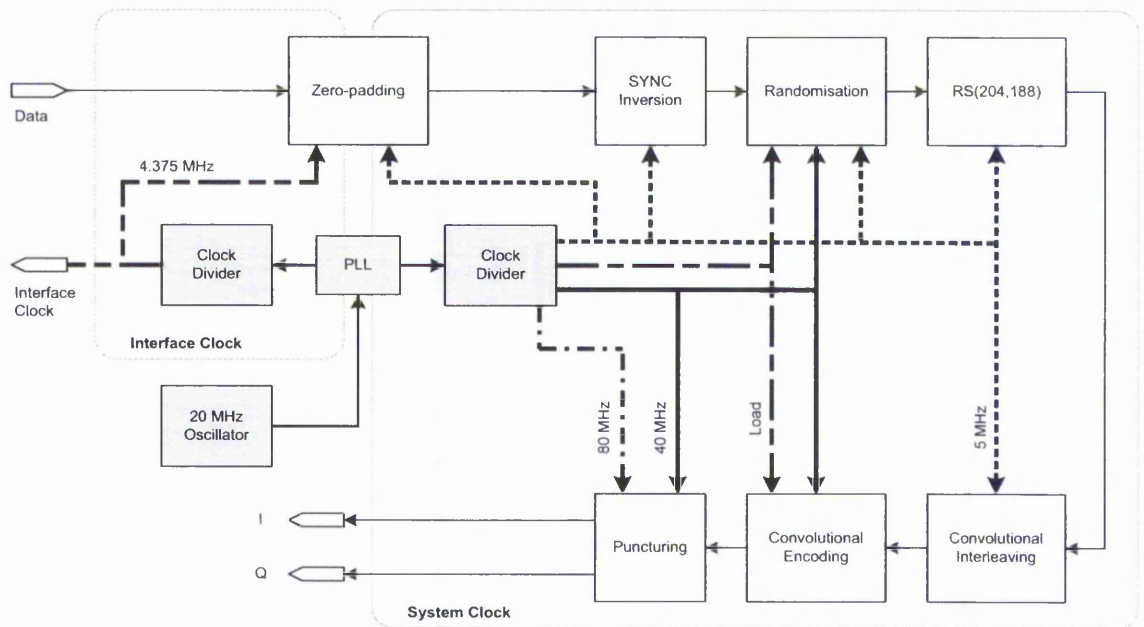 Data
Zero-padding
SYNC
Inversion
Randomisation
RS(204,188)
4.375 MHz
Interface
Clock
Clock
Divider
PLL
Clock
Divider
Interface Clock
20 MHz
Oscillator
80 MHz
40 MHz
Load
5 MHz
I
Q
Puncturing
Convolutional
Encoding
Convolutional
Interleaving
System Clock